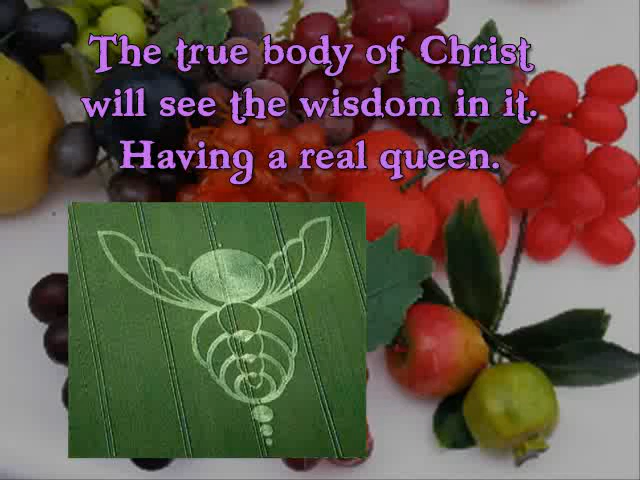 The true body of Christ
will see the wisdom in it.
Having a real queen.